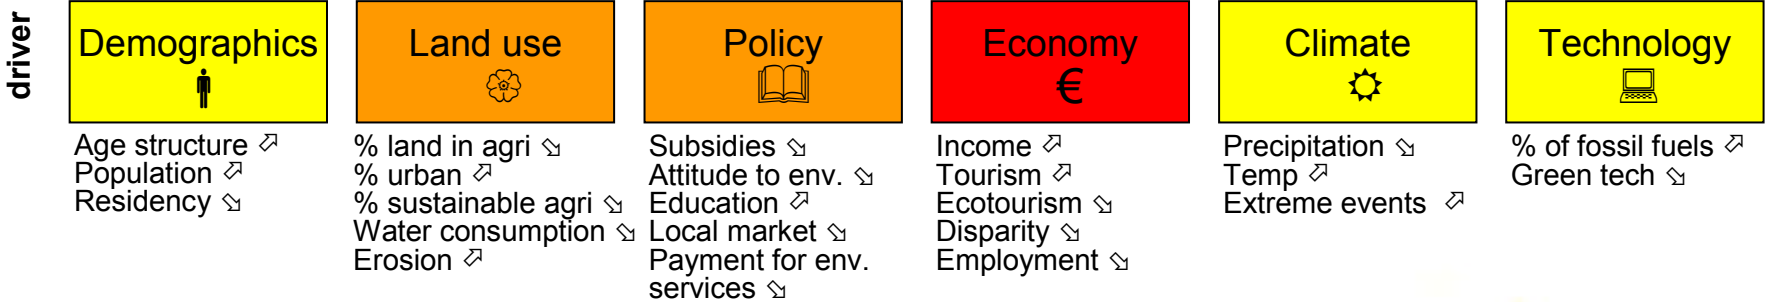 driver
Demographics
Age structure ⬀
Population ⬀
Residency ⬂
Land use
% land in agri ⬂
% urban ⬀
% sustainable agri ⬂
Water consumption ⬂
Erosion ⬀
Policy
Subsidies ⬂
Attitude to env. ⬂
Education ⬀
Local market ⬂
Payment for env.
services ⬂
Economy
€
Income ⬀
Tourism ⬀
Ecotourism ⬂
Disparity ⬂
Employment ⬂
Climate
Precipitation ⬂
Temp ⬀
Extreme events ⬀
Technology
% of fossil fuels ⬀
Green tech ⬂